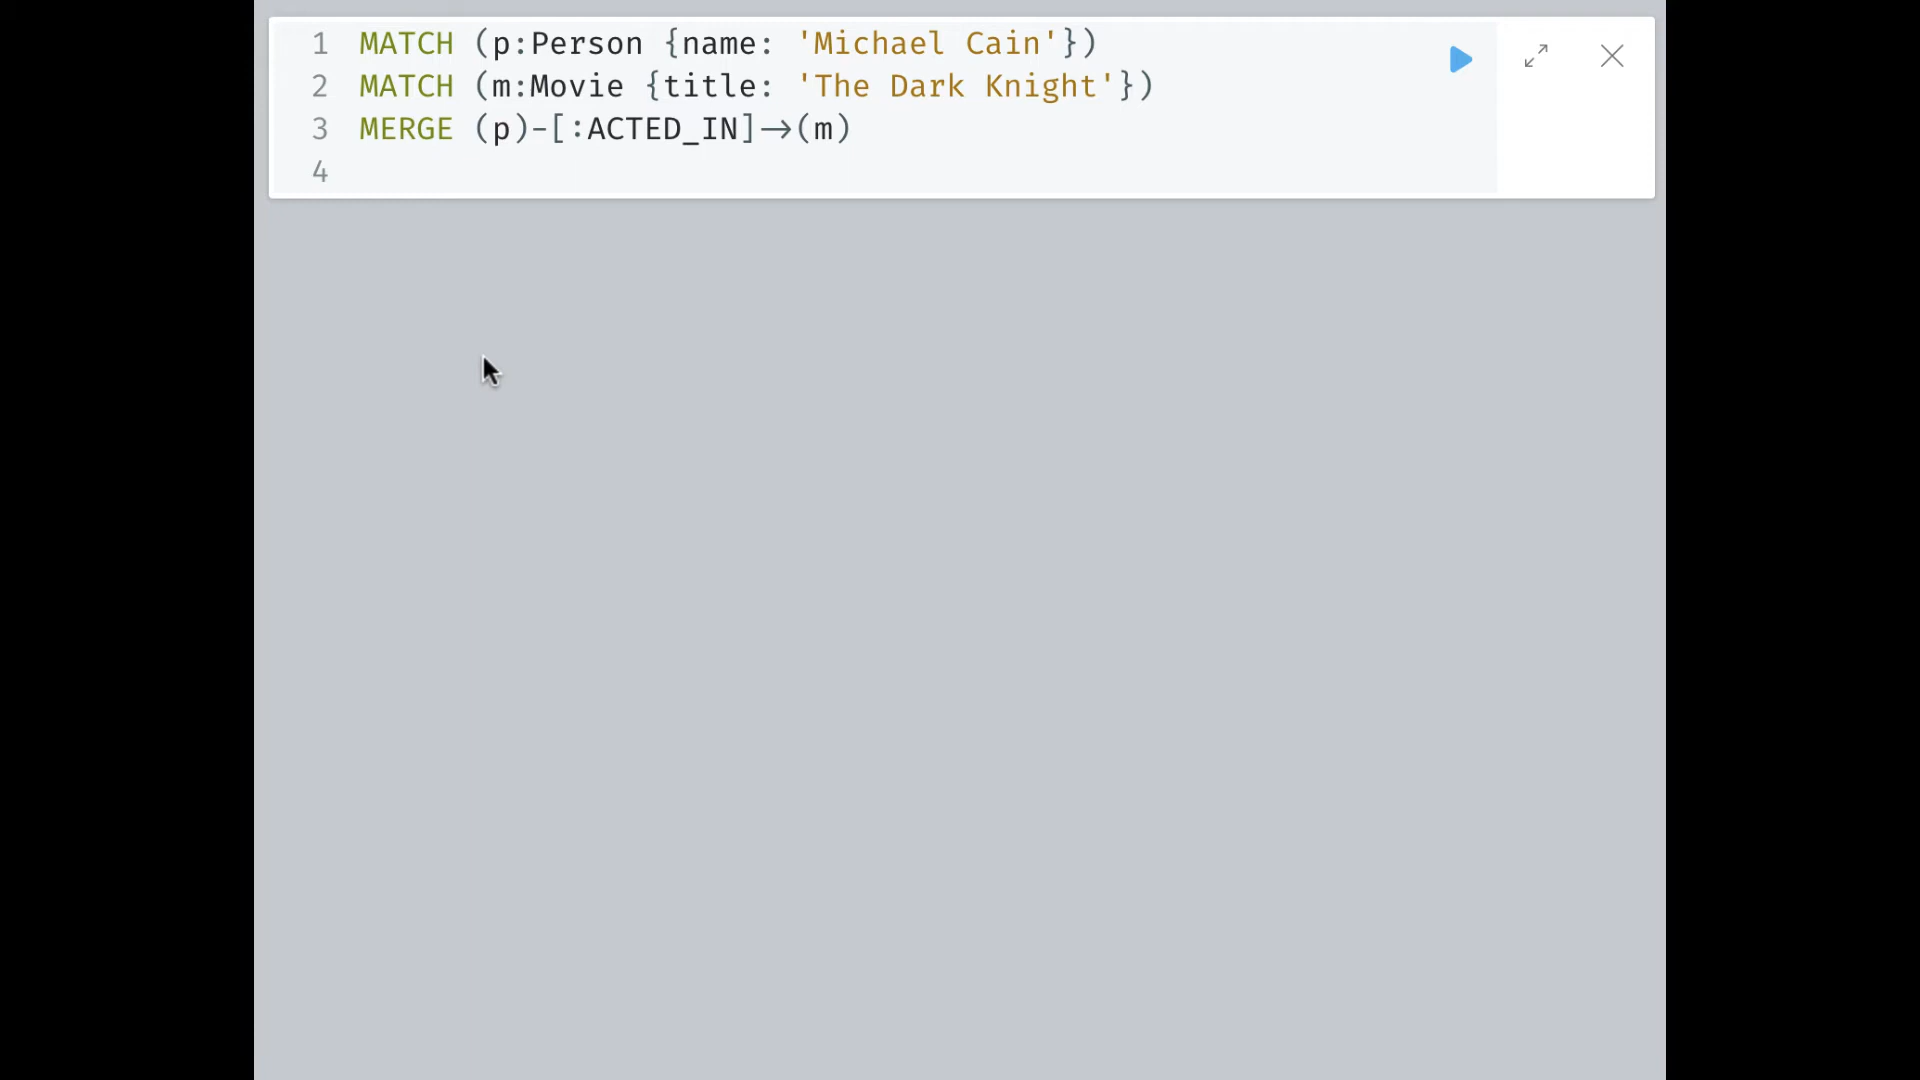 1 MATCH (p:Person {name: 'Michael Cain'})
2 MATCH (m:Movie {title: 'The Dark Knight'})
3 MERGE (p)-[:ACTED_IN]->(m)
4